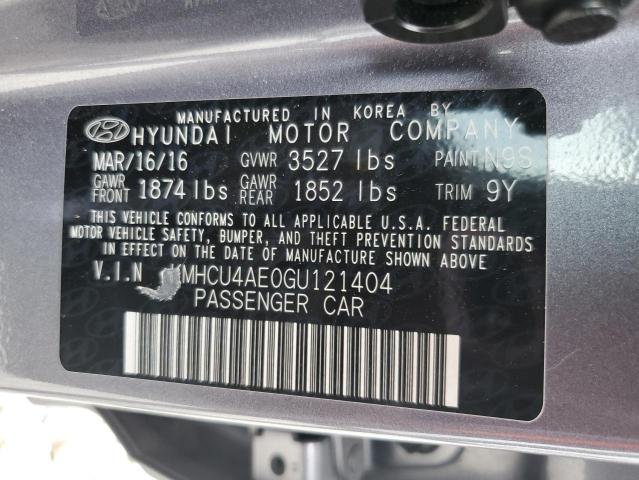 MANUFACTURED IN KOREA BY
HYUNDAI MOTOR COMPANY
MAR/16/16 GVWR 3527 lbs PAINT N9S
GAWR FRONT 1874 lbs GAWR REAR 1852 lbs TRIM 9Y
THIS VEHICLE CONFORMS TO ALL APPLICABLE U.S.A. FEDERAL
MOTOR VEHICLE SAFETY, BUMPER, AND THEFT PREVENTION STANDARDS
IN EFFECT ON THE DATE OF MANUFACTURE SHOWN ABOVE
V.I.N KMHCU4AE0GU121404
PASSENGER CAR